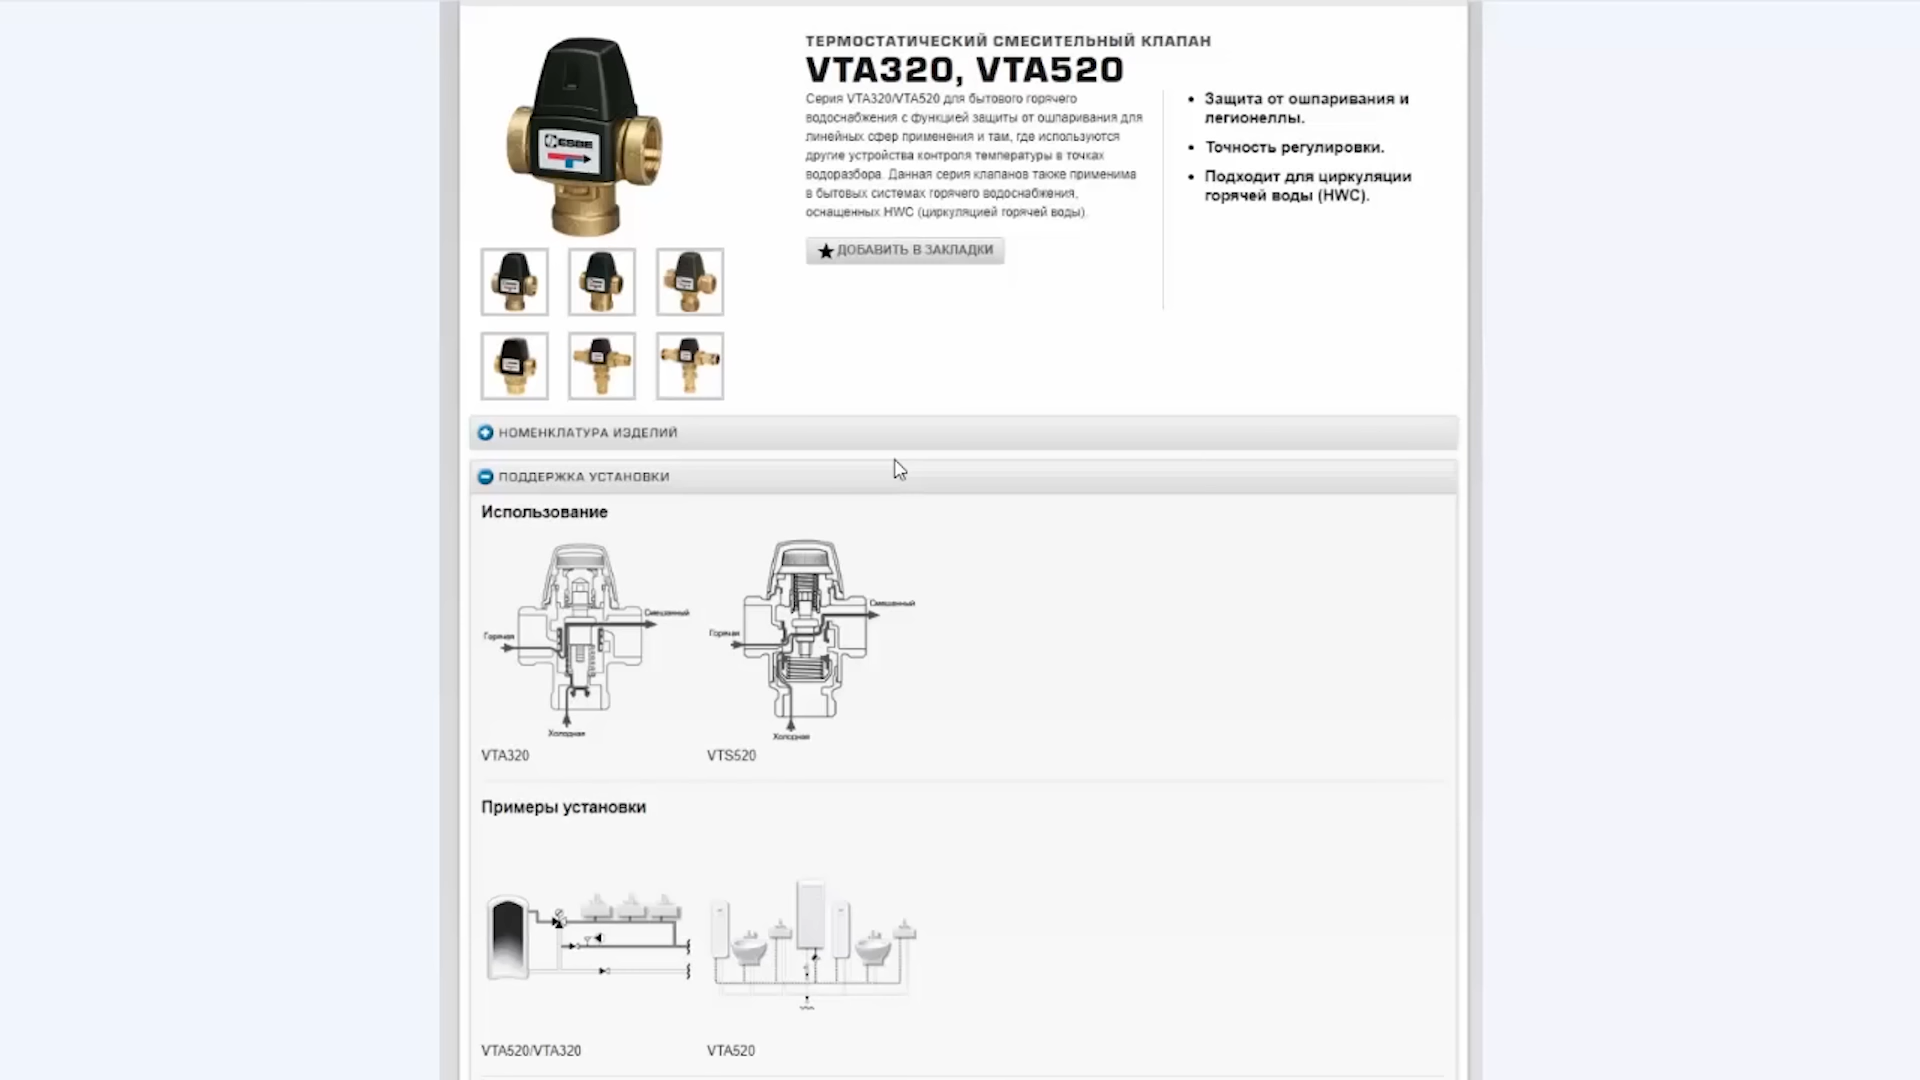 ТЕРМОСТАТИЧЕСКИЙ СМЕСИТЕЛЬНЫЙ КЛАПАН
VTA320, VTA520
Серия VTA320/VTA520 для бытового горячего
водоснабжения с функцией защиты от ошпаривания для
линейных сфер применения и там, где используются
другие устройства контроля температуры в точках
водоразбора. Данная серия клапанов также применима
в бытовых системах горячего водоснабжения,
оснащенных HWC (циркуляцией горячей воды).
• Защита от ошпаривания и
легионеллы.
• Точность регулировки.
• Подходит для циркуляции
горячей воды (HWC).
ДОБАВИТЬ В ЗАКЛАДКИ
ESBE
НОМЕНКЛАТУРА ИЗДЕЛИЙ
ПОДДЕРЖКА УСТАНОВКИ
Использование
Горячая
Смешанный
Холодная
Горячая
Смешанный
Холодная
VTA320
VTS520
Примеры установки
VTA520/VTA320
VTA520